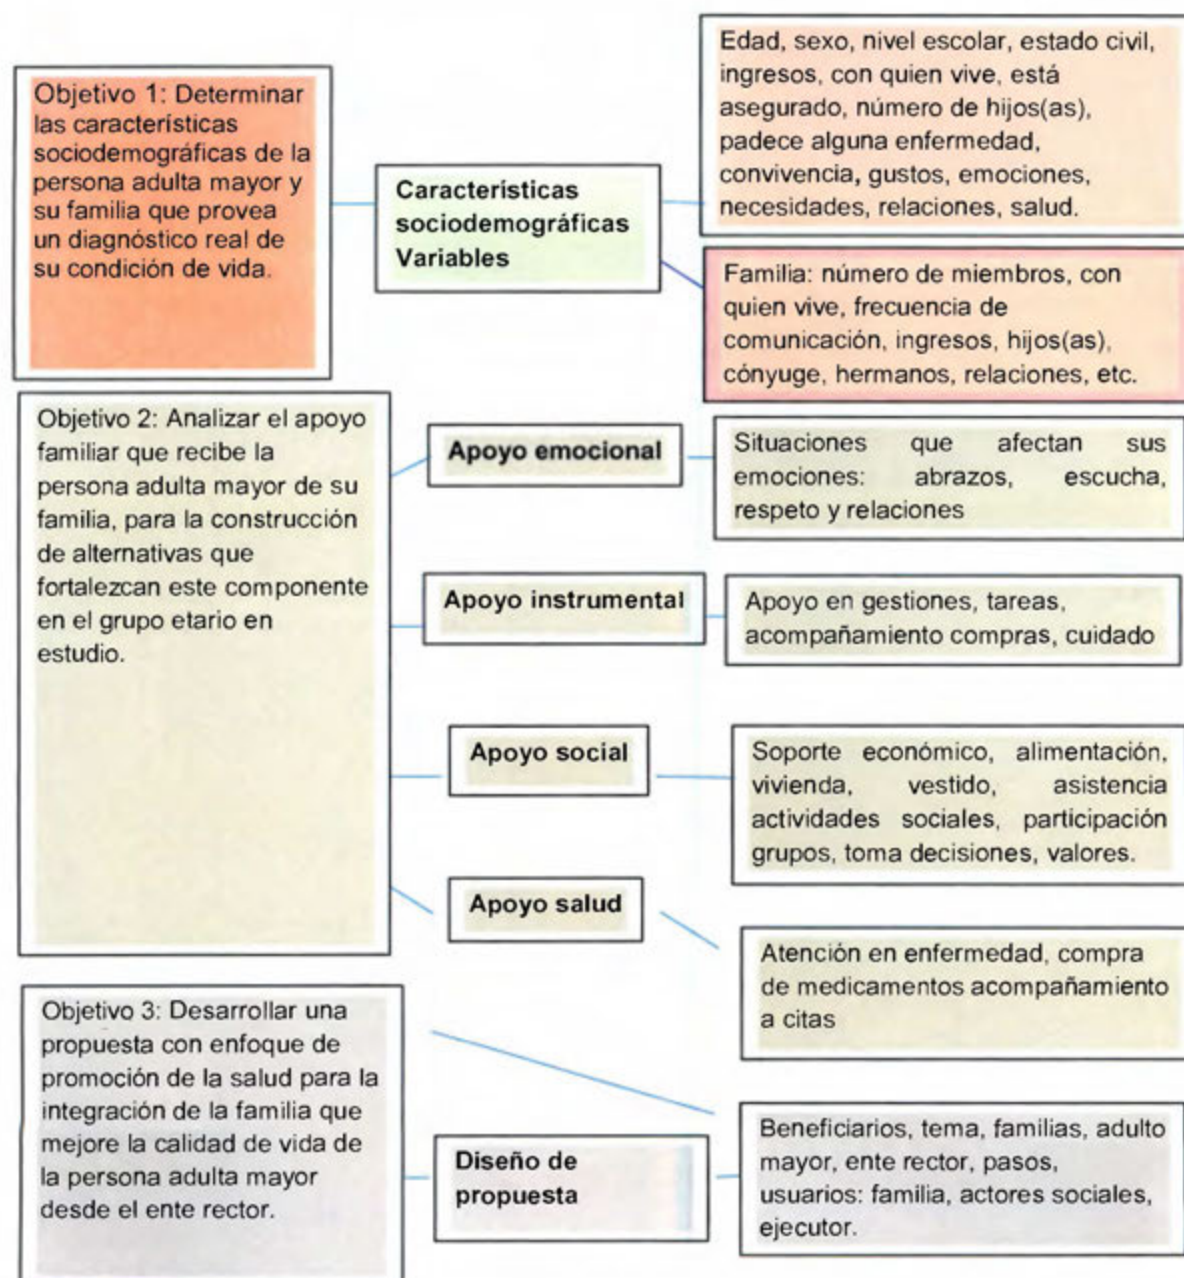 Objetivo 1: Determinar
las características
sociodemográficas de la
persona adulta mayor y
su familia que provea
un diagnóstico real de
su condición de vida.
Características
sociodemográficas
Variables
Edad, sexo, nivel escolar, estado civil,
ingresos, con quien vive, está
asegurado, número de hijos(as),
padece alguna enfermedad,
convivencia, gustos, emociones,
necesidades, relaciones, salud.
Familia: número de miembros, con
quien vive, frecuencia de
comunicación, ingresos, hijos(as),
cónyuge, hermanos, relaciones, etc.
Objetivo 2: Analizar el apoyo
familiar que recibe la
persona adulta mayor de su
familia, para la construcción
de alternativas que
fortalezcan este componente
en el grupo etario en
estudio.
Apoyo emocional
Situaciones que afectan sus
emociones: abrazos, escucha,
respeto y relaciones
Apoyo instrumental
Apoyo en gestiones, tareas,
acompañamiento compras, cuidado
Apoyo social
Soporte económico, alimentación,
vivienda, vestido, asistencia
actividades sociales, participación
grupos, toma decisiones, valores.
Apoyo salud
Atención en enfermedad, compra
de medicamentos acompañamiento
a citas
Objetivo 3: Desarrollar una
propuesta con enfoque de
promoción de la salud para la
integración de la familia que
mejore la calidad de vida de
la persona adulta mayor
desde el ente rector.
Diseño de
propuesta
Beneficiarios, tema, familias, adulto
mayor, ente rector, pasos,
usuarios: familia, actores sociales,
ejecutor.